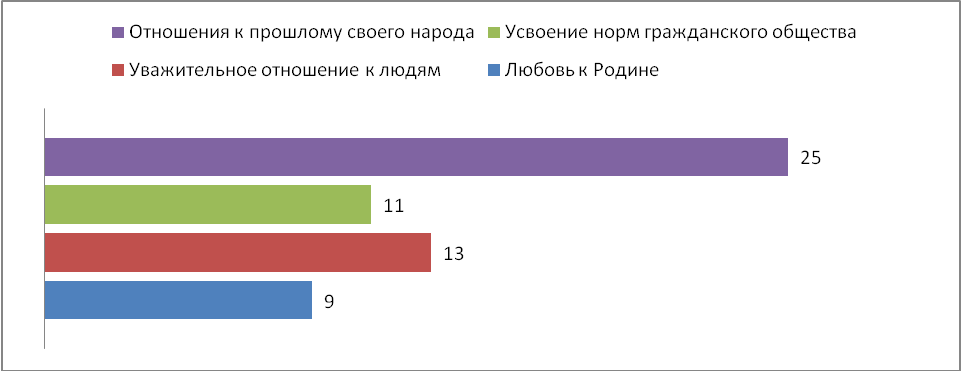 Отношения к прошлому своего народа Усвоение норм гражданского общества
Уважительное отношение к людям Любовь к Родине
25
11
13
9